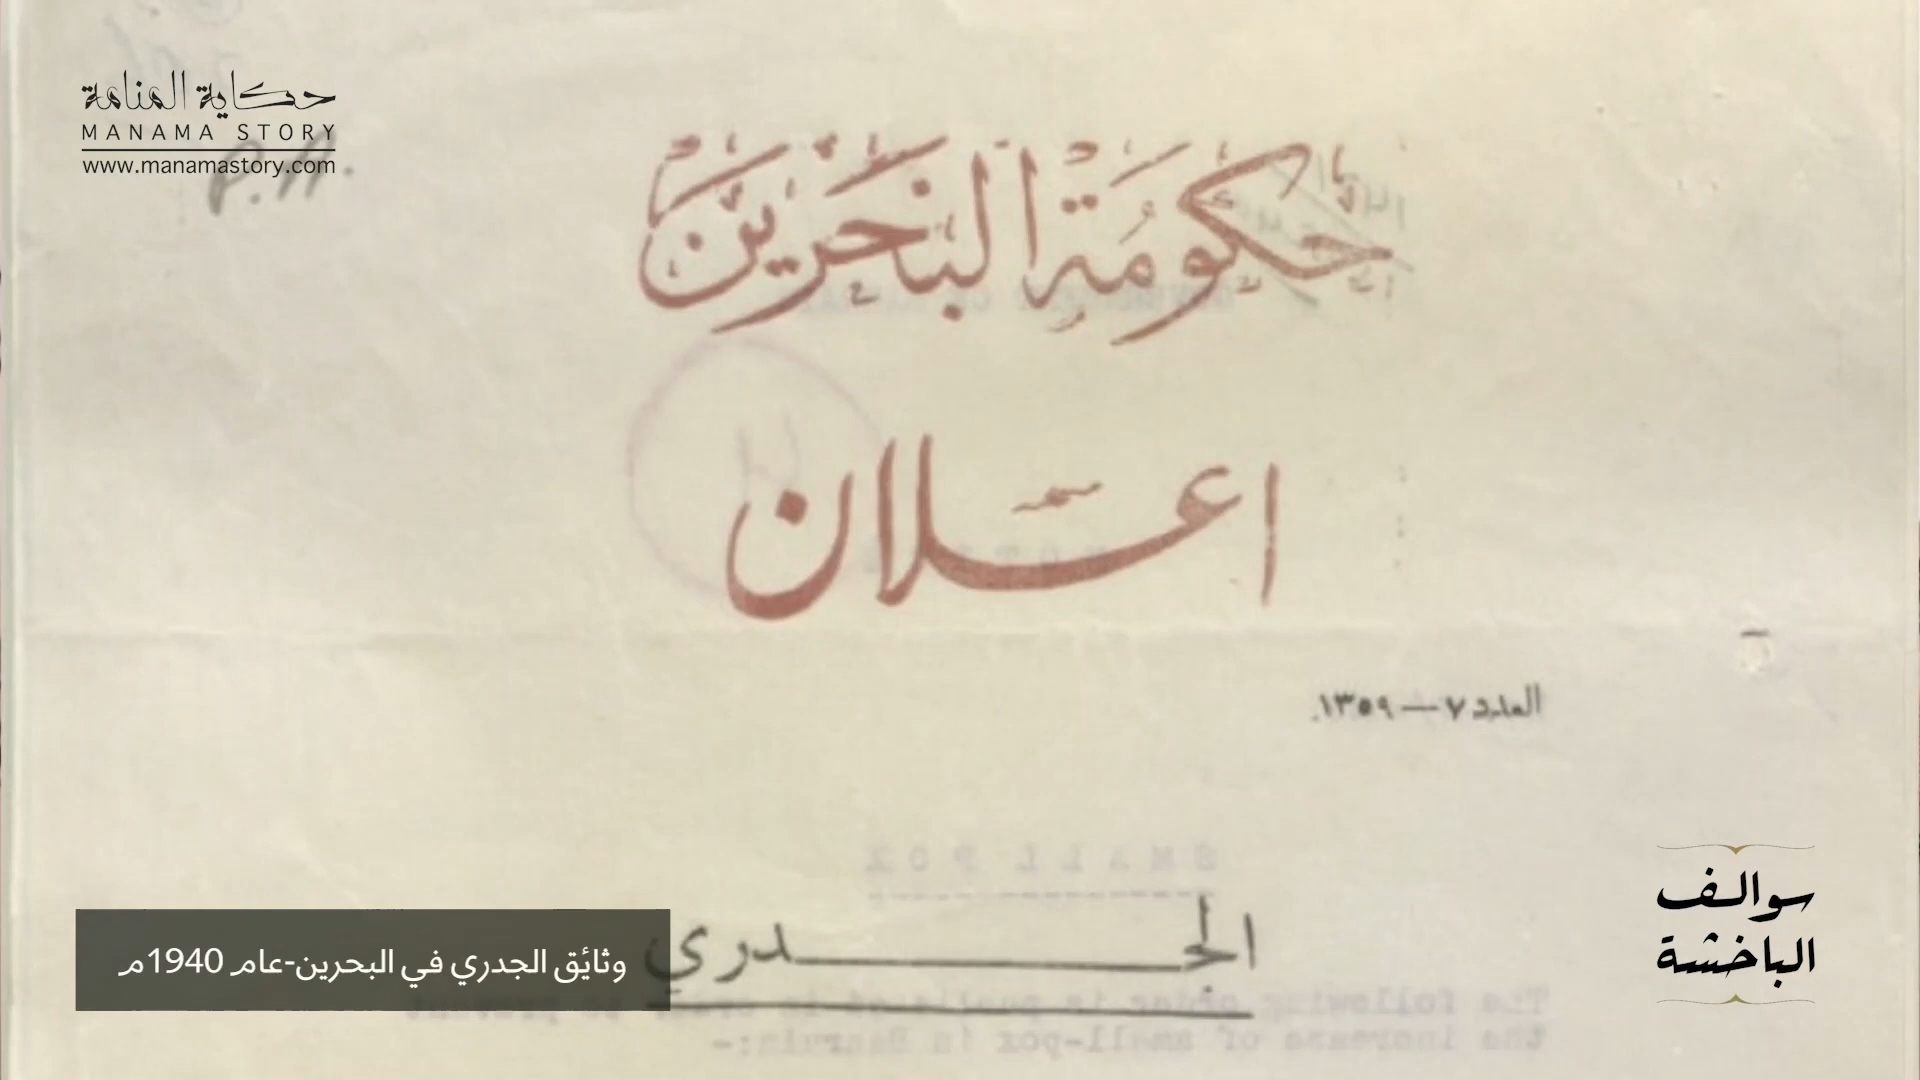 حكاية المنامة
MANAMA STORY
www.manamastory.com
حكومة البحرين
اعلان
العدد ٧ — ١٣٥٩.
SMALL POX
الجدري
The following order is published in order to prevent
the increase of small-pox in Bahrain:-
وثائق الجدري في البحرين-عام 1940م
سوالف
الباخشة